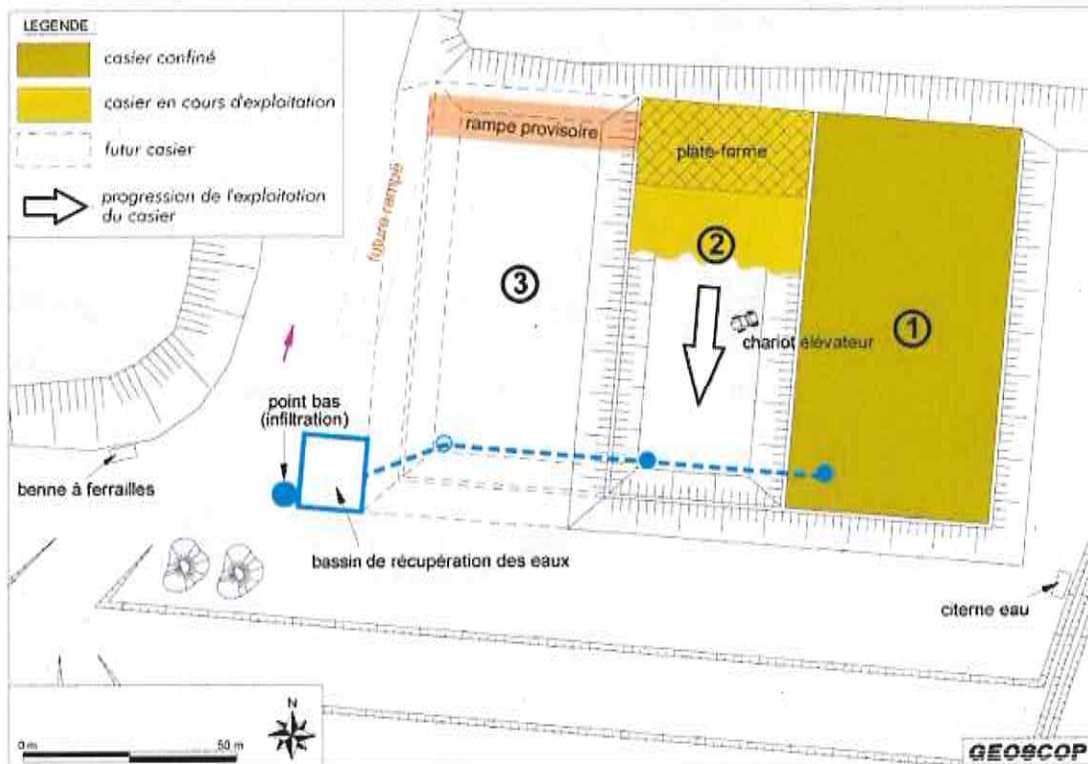 LEGENDE
casier confiné
casier en cours d'exploitation
futur casier
progression de l'exploitation
du casier
rampe provisoire
plate-forme
future-rampe
2
3
1
chariot élévateur
point bas
(infiltration)
benne à ferrailles
bassin de récupération des eaux
citerne eau
N
0 m
50 m
GEOSCOP